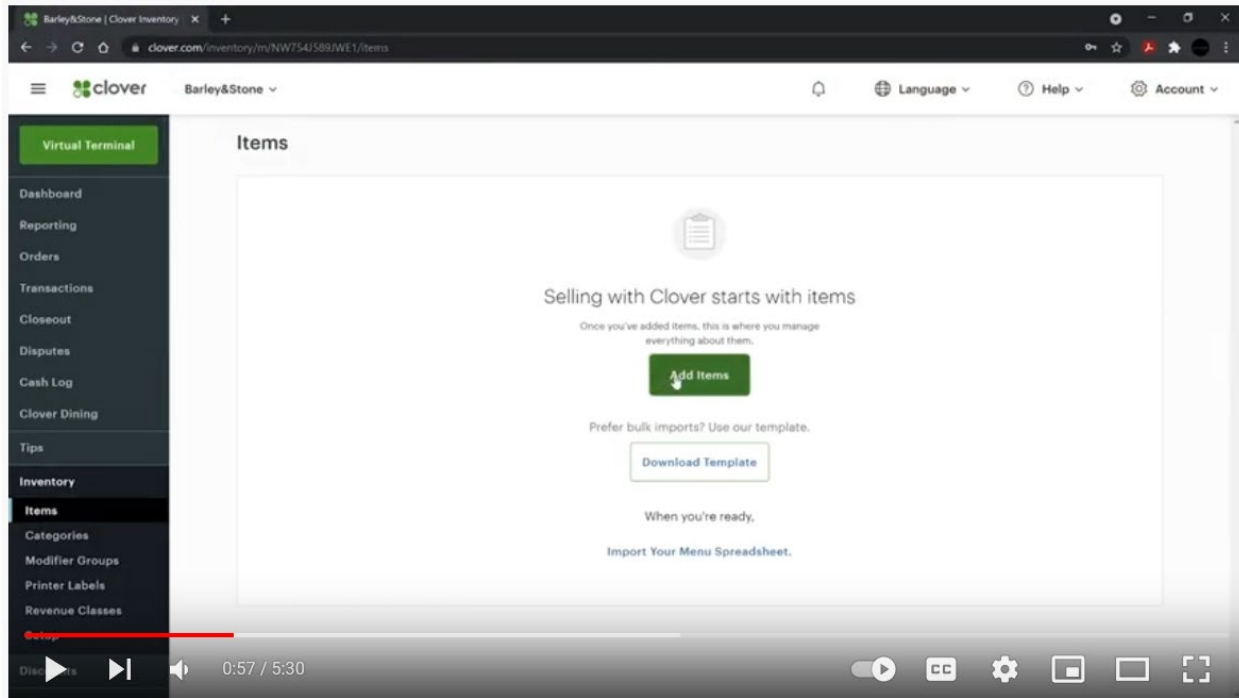 Barley&Stone | Clover Inventory
clover.com/inventory/m/NW754J589JWE1/items
clover
Barley&Stone
Language
Help
Account
Virtual Terminal
Dashboard
Reporting
Orders
Transactions
Closeout
Disputes
Cash Log
Clover Dining
Tips
Inventory
Items
Categories
Modifier Groups
Printer Labels
Revenue Classes
Setup
Discounts
Items
Selling with Clover starts with items
Once you've added items, this is where you manage
everything about them.
Add Items
Prefer bulk imports? Use our template.
Download Template
When you're ready,
Import Your Menu Spreadsheet.
0:57 / 5:30
CC